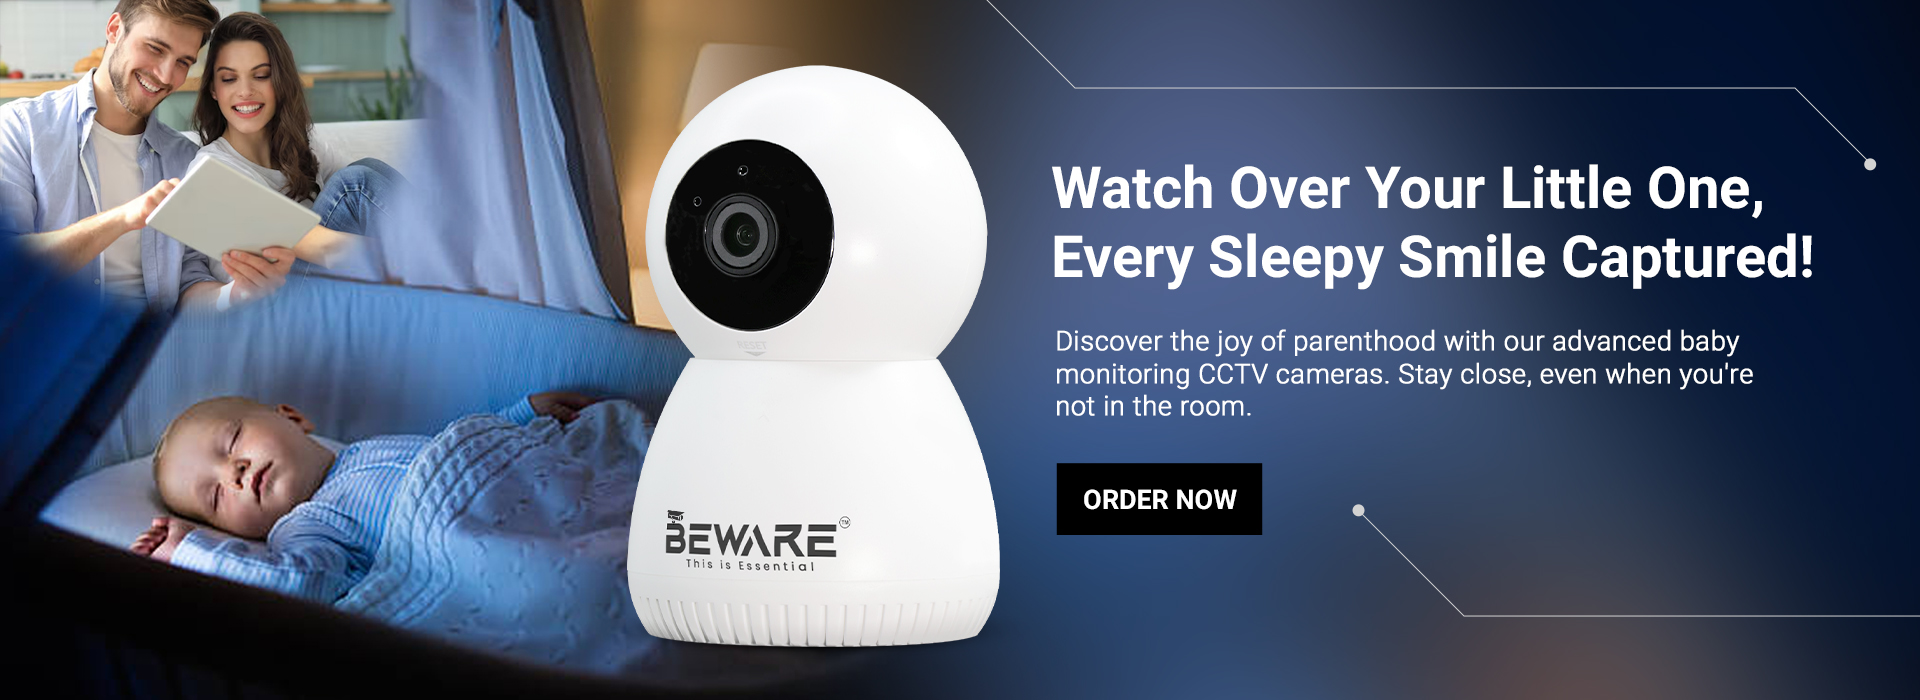 Watch Over Your Little One,
Every Sleepy Smile Captured!
Discover the joy of parenthood with our advanced baby
monitoring CCTV cameras. Stay close, even when you're
not in the room.
ORDER NOW
RESET
BEWARE™
This is Essential